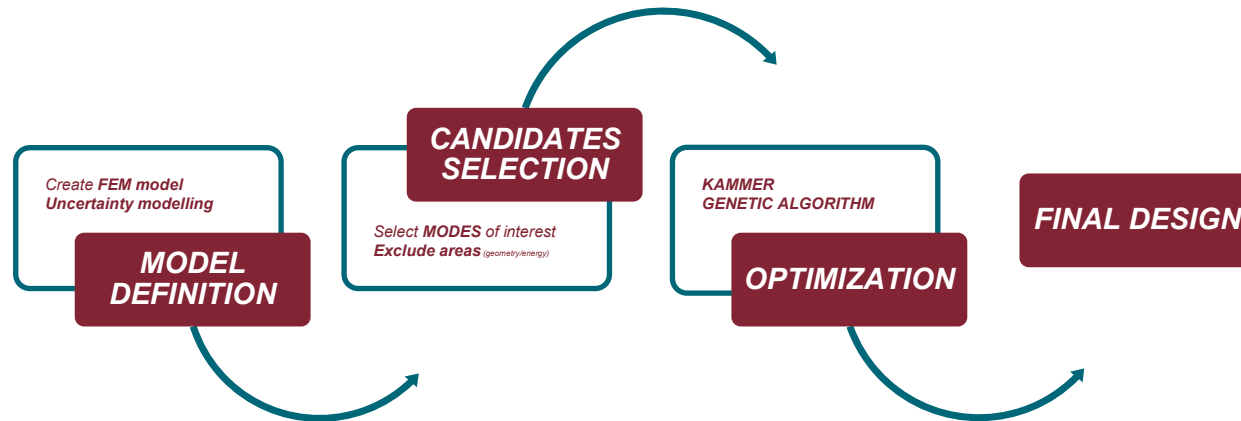 Create FEM model
Uncertainty modelling
MODEL
DEFINITION
CANDIDATES
SELECTION
Select MODES of interest
Exclude areas (geometry/energy)
KAMMER
GENETIC ALGORITHM
OPTIMIZATION
FINAL DESIGN